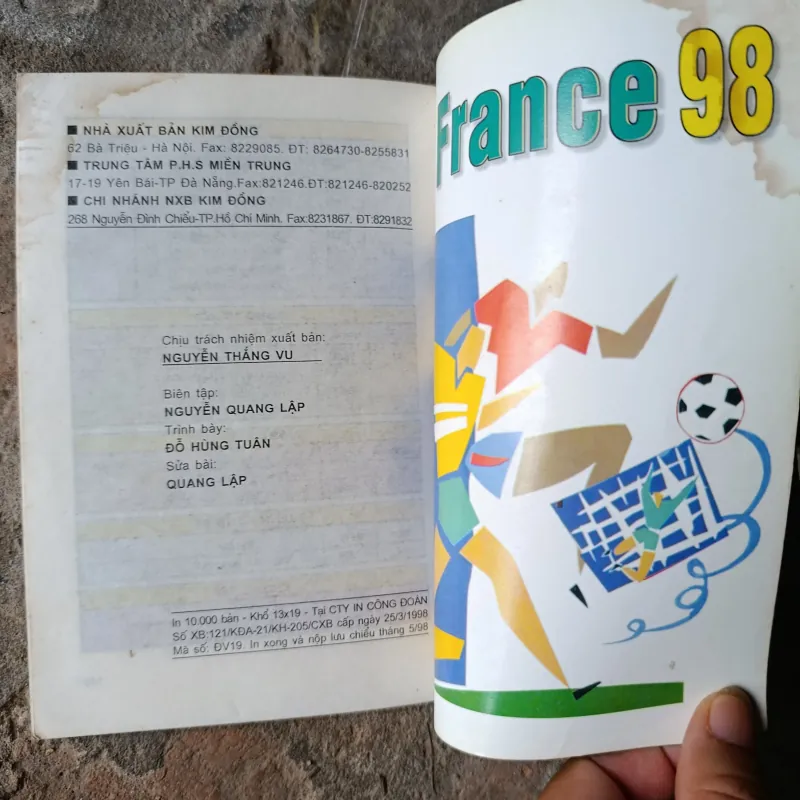 NHÀ XUẤT BẢN KIM ĐỒNG
62 Bà Triệu - Hà Nội. Fax: 8229085. ĐT: 8264730-8255831
TRUNG TÂM P.H.S MIỀN TRUNG
17-19 Yên Bái-TP Đà Nẵng.Fax:821246.ĐT:821246-820252
CHI NHÁNH NXB KIM ĐỒNG
268 Nguyễn Đình Chiểu-TP.Hồ Chí Minh. Fax:8231867. ĐT:8291832
Chịu trách nhiệm xuất bản:
NGUYỄN THẮNG VU
Biên tập:
NGUYỄN QUANG LẬP
Trình bày:
ĐỖ HÙNG TUÂN
Sửa bài:
QUANG LẬP
In 10.000 bản - Khổ 13x19 - Tại CTY IN CÔNG ĐOÀN
Số XB:121/KĐA-21/KH-205/CXB cấp ngày 25/3/1998
Mã số: ĐV19. In xong và nộp lưu chiểu tháng 5/98
France 98